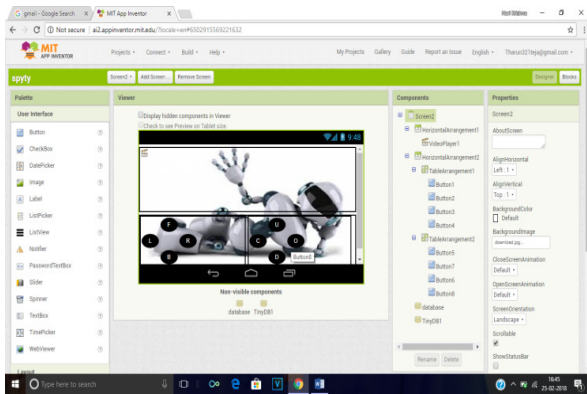 gmail - Google Search
MIT App Inventor
Not secure | ai2.appinventor.mit.edu/?locale=en#6502915569221632
MIT
APP INVENTOR
Projects Connect Build Help
My Projects Gallery Guide Report an Issue English Tharun321teja@gmail.com
spyty
Screen2 Add Screen ... Remove Screen
Designer Blocks
Palette
User Interface
Button
CheckBox
DatePicker
Image
Label
ListPicker
ListView
Notifier
PasswordTextBox
Slider
Spinner
TextBox
TimePicker
WebViewer
Layout
Viewer
Display hidden components in Viewer
Check to see Preview on Tablet size.
9:48
F U
L R C O
B D
Button8
Non-visible components
database TinyDB1
Components
Screen2
HorizontalArrangement1
VideoPlayer1
HorizontalArrangement2
TableArrangement1
Button1
Button2
Button3
Button4
TableArrangement2
Button5
Button7
Button6
Button8
database
TinyDB1
Rename Delete
Properties
Screen2
AboutScreen
AlignHorizontal
Left : 1
AlignVertical
Top : 1
BackgroundColor
Default
BackgroundImage
download.jpg...
CloseScreenAnimation
Default
OpenScreenAnimation
Default
ScreenOrientation
Landscape
Scrollable
ShowStatusBar
Type here to search
16:45
25-02-2018